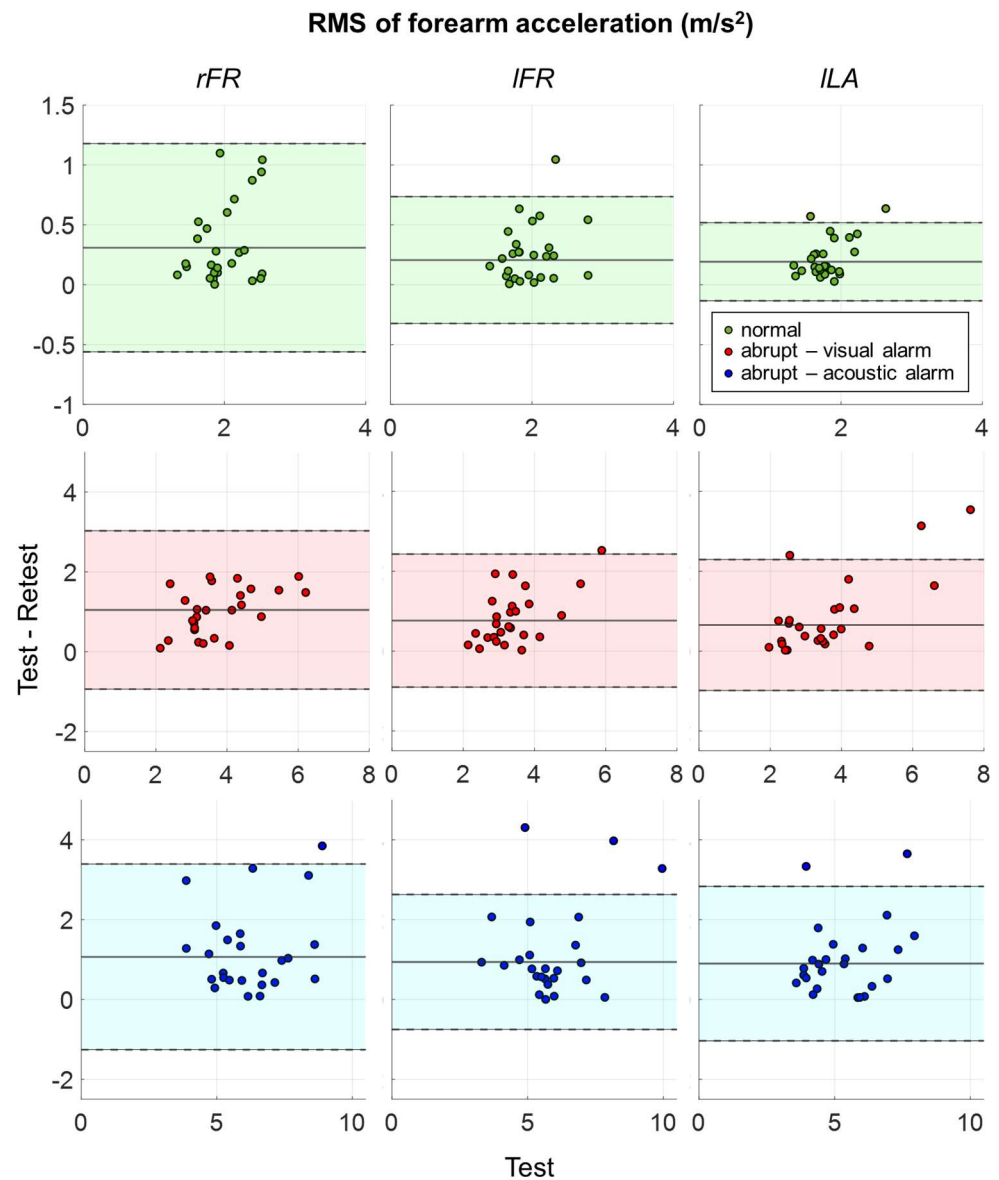 RMS of forearm acceleration (m/s²)
rFR lFR lLA
1.5
1
0.5
0
-0.5
-1
0 2 4 0 2 4 0 2 4
normal
abrupt – visual alarm
abrupt – acoustic alarm
Test - Retest
4
2
0
-2
0 2 4 6 8 0 2 4 6 8 0 2 4 6 8
4
2
0
-2
0 5 10 0 5 10 0 5 10
Test